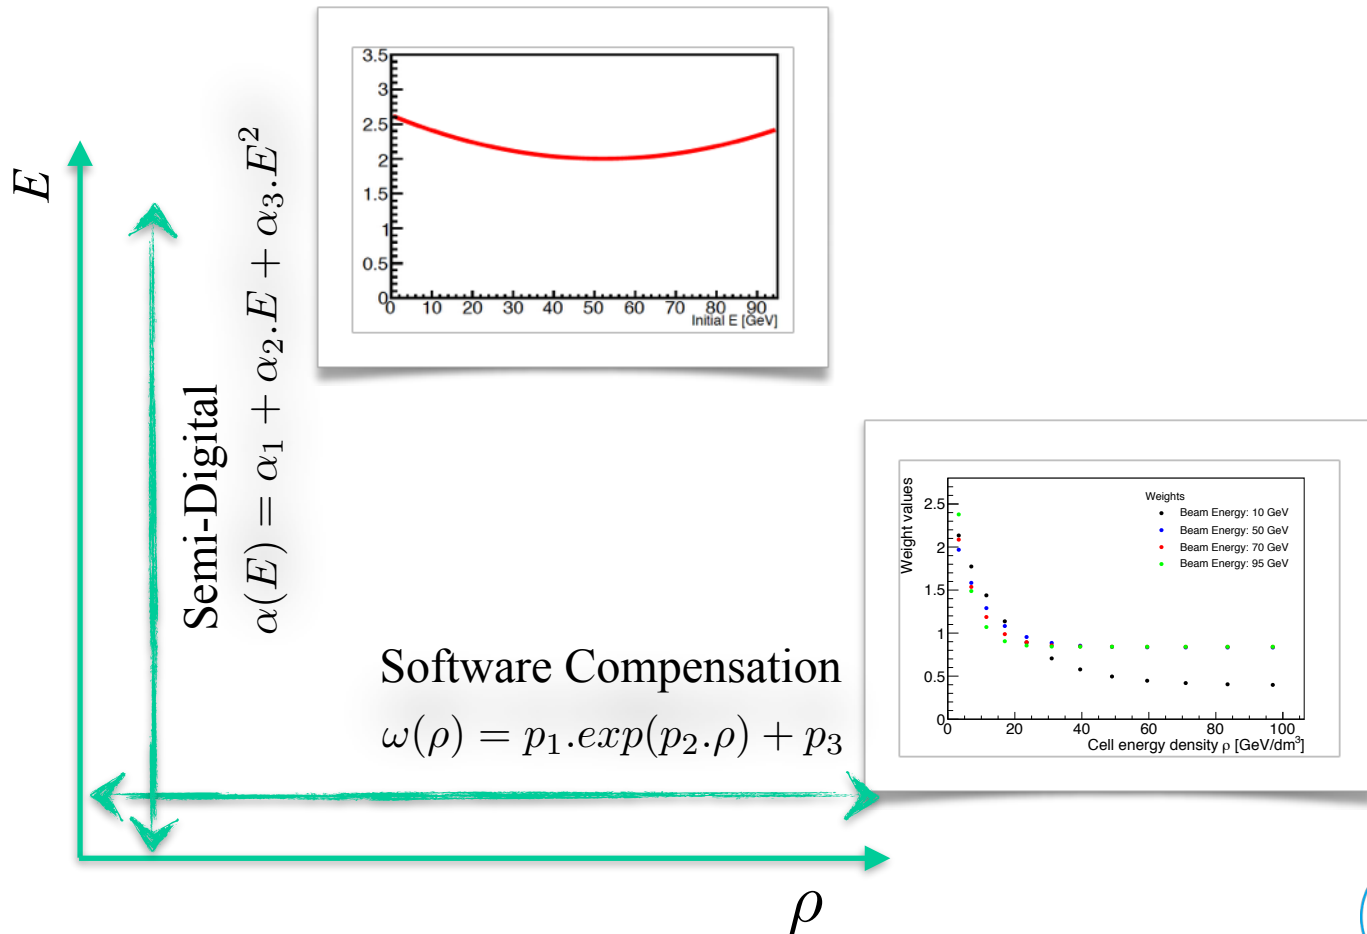 3.5
3
2.5
2
1.5
1
0.5
0
0 10 20 30 40 50 60 70 80 90
Initial E [GeV]
E
Semi-Digital
α(E) = α₁ + α₂.E + α₃.E²
Software Compensation
ω(ρ) = p₁.exp(p₂.ρ) + p₃
Weight values
2.5
2
1.5
1
0.5
0
0 20 40 60 80 100
Cell energy density ρ [GeV/dm³]
Weights
Beam Energy: 10 GeV
Beam Energy: 50 GeV
Beam Energy: 70 GeV
Beam Energy: 95 GeV
ρ